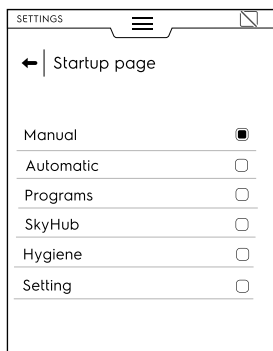 SETTINGS
Startup page
Manual
Automatic
Programs
SkyHub
Hygiene
Setting